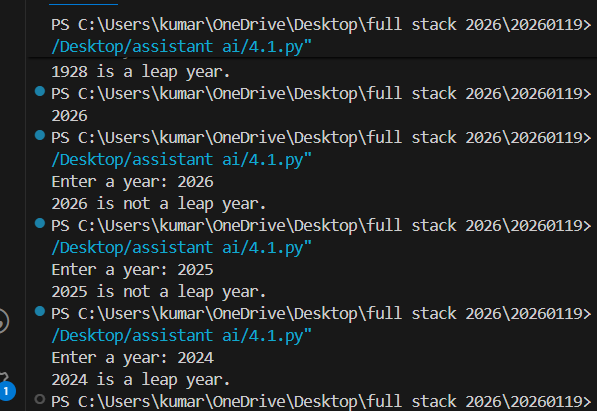 PS C:\Users\kumar\OneDrive\Desktop\full stack 2026\20260119>
/Desktop/assistant ai/4.1.py"
1928 is a leap year.
PS C:\Users\kumar\OneDrive\Desktop\full stack 2026\20260119>
2026
PS C:\Users\kumar\OneDrive\Desktop\full stack 2026\20260119>
/Desktop/assistant ai/4.1.py"
Enter a year: 2026
2026 is not a leap year.
PS C:\Users\kumar\OneDrive\Desktop\full stack 2026\20260119>
/Desktop/assistant ai/4.1.py"
Enter a year: 2025
2025 is not a leap year.
PS C:\Users\kumar\OneDrive\Desktop\full stack 2026\20260119>
/Desktop/assistant ai/4.1.py"
Enter a year: 2024
2024 is a leap year.
1
PS C:\Users\kumar\OneDrive\Desktop\full stack 2026\20260119>